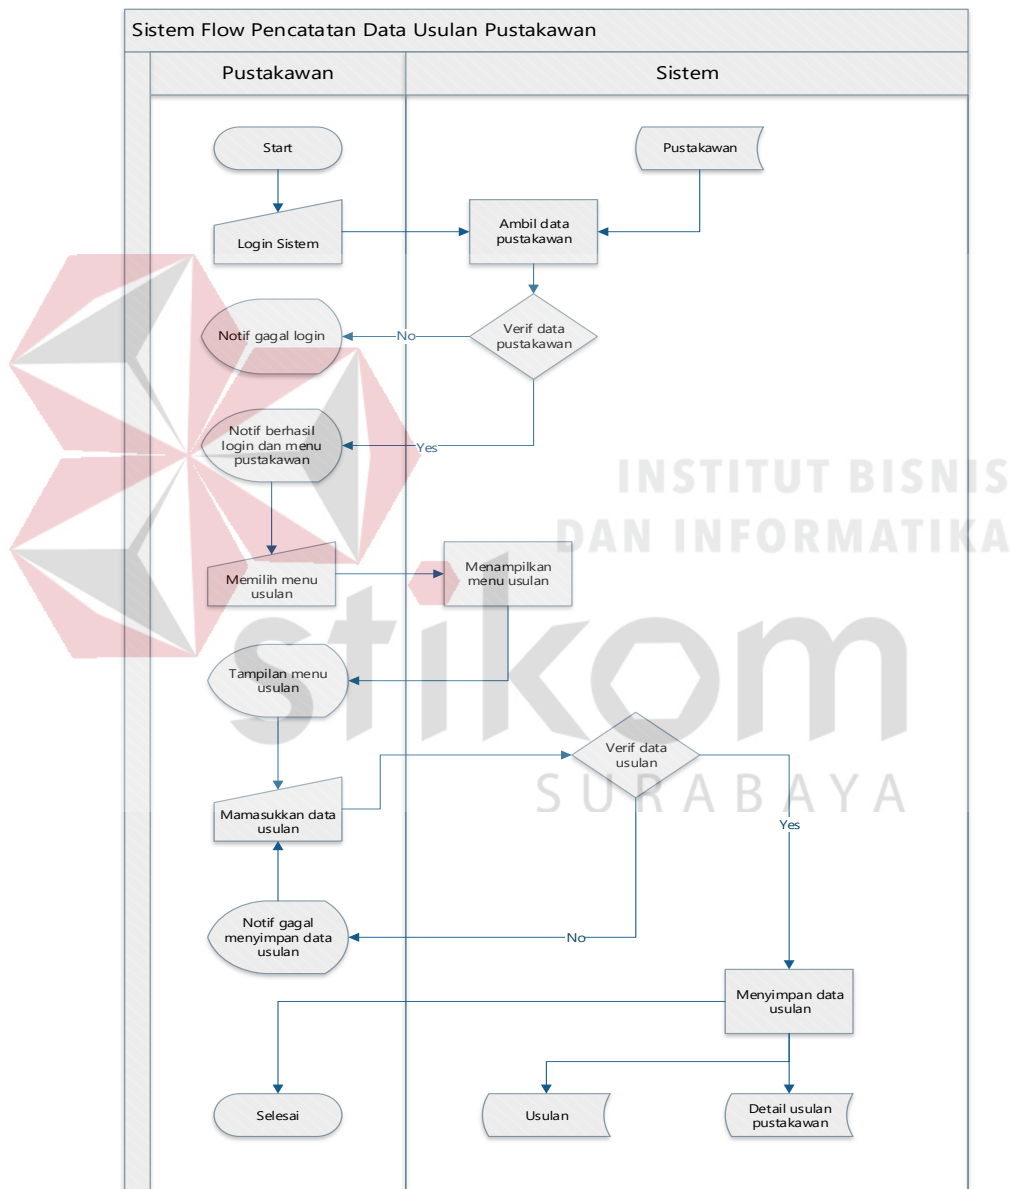 Sistem Flow Pencatatan Data Usulan Pustakawan
Pustakawan
Sistem
Start
Pustakawan
Login Sistem
Ambil data
pustakawan
Notif gagal login
No
Verif data
pustakawan
Notif berhasil
login dan menu
pustakawan
Yes
INSTITUT BISNIS
DAN INFORMATIKA
Memilih menu
usulan
Menampilkan
menu usulan
stikom
SURABAYA
Tampilan menu
usulan
Verif data
usulan
Mamasukkan data
usulan
Yes
Notif gagal
menyimpan data
usulan
No
Menyimpan data
usulan
Selesai
Usulan
Detail usulan
pustakawan